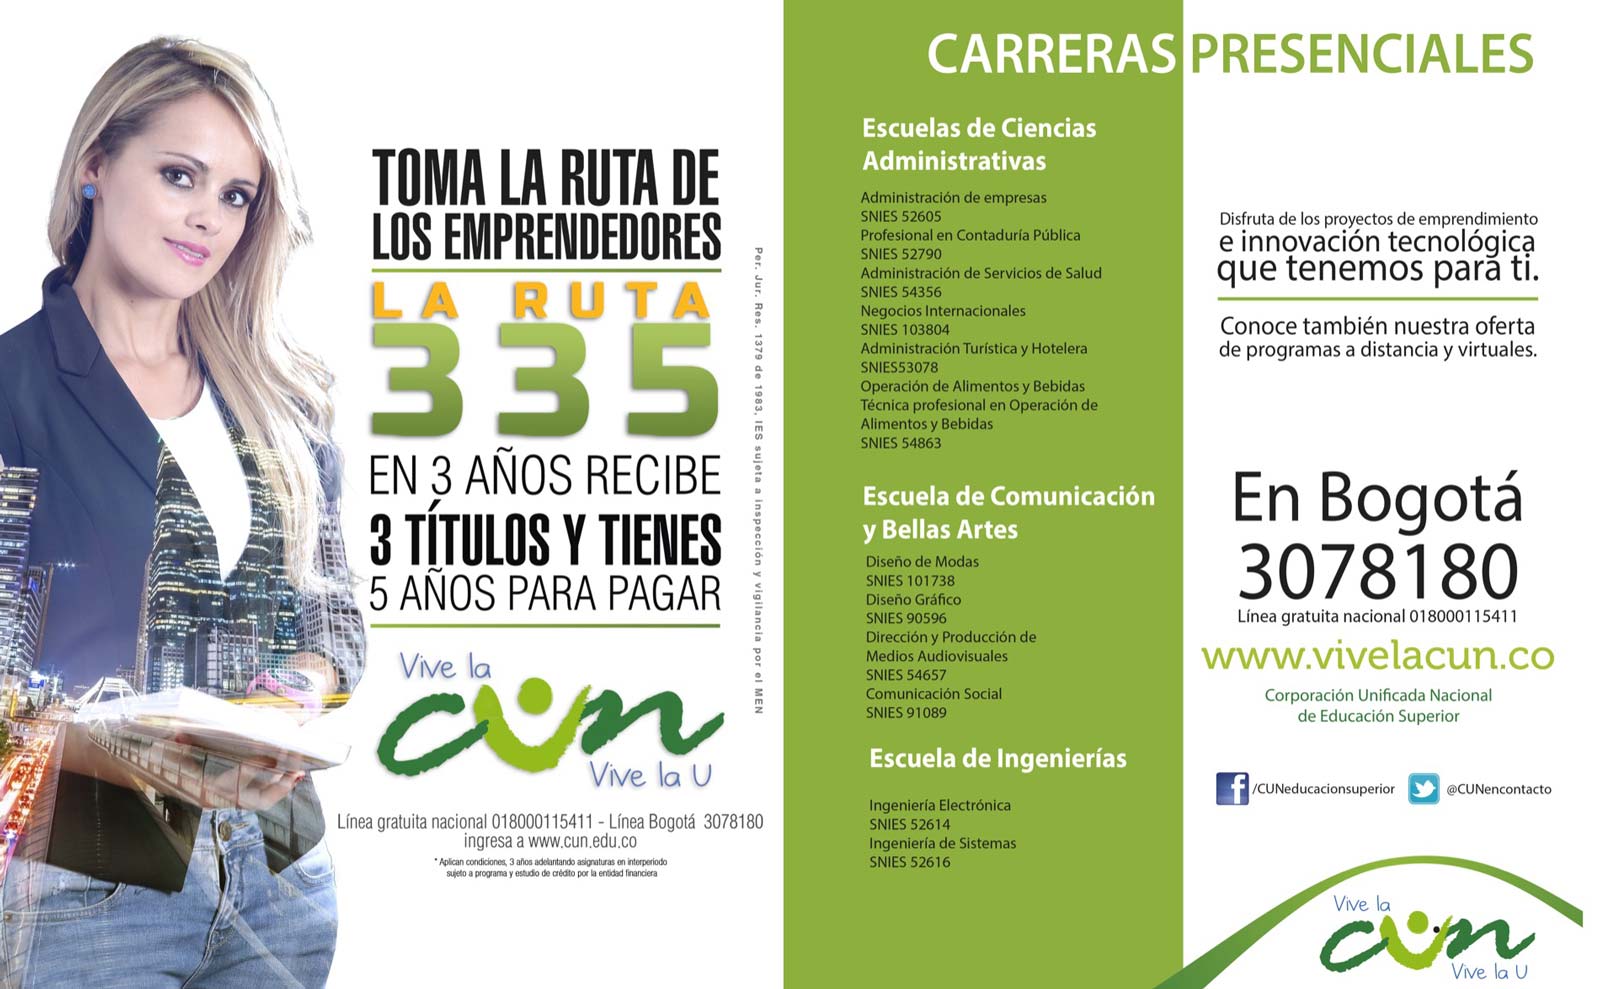 TOMA LA RUTA DE
LOS EMPRENDEDORES
LA RUTA
335
EN 3 AÑOS RECIBE
3 TÍTULOS Y TIENES
5 AÑOS PARA PAGAR
Vive la
cun
Vive la U
Línea gratuita nacional 018000115411 - Línea Bogotá 3078180
ingresa a www.cun.edu.co
* Aplican condiciones, 3 años adelantando asignaturas en interperiodo
sujeto a programa y estudio de crédito por la entidad financiera
Per. Jur. Res. 1379 de 1983, IES sujeta a inspección y vigilancia por el MEN
CARRERAS PRESENCIALES
Escuelas de Ciencias
Administrativas
Administración de empresas
SNIES 52605
Profesional en Contaduría Pública
SNIES 52790
Administración de Servicios de Salud
SNIES 54356
Negocios Internacionales
SNIES 103804
Administración Turística y Hotelera
SNIES53078
Operación de Alimentos y Bebidas
Técnica profesional en Operación de
Alimentos y Bebidas
SNIES 54863
Escuela de Comunicación
y Bellas Artes
Diseño de Modas
SNIES 101738
Diseño Gráfico
SNIES 90596
Dirección y Producción de
Medios Audiovisuales
SNIES 54657
Comunicación Social
SNIES 91089
Escuela de Ingenierías
Ingeniería Electrónica
SNIES 52614
Ingeniería de Sistemas
SNIES 52616
Disfruta de los proyectos de emprendimiento
e innovación tecnológica
que tenemos para ti.
Conoce también nuestra oferta
de programas a distancia y virtuales.
En Bogotá
3078180
Línea gratuita nacional 018000115411
www.vivelacun.co
Corporación Unificada Nacional
de Educación Superior
/CUNeducacionsuperior
@CUNencontacto
Vive la
cun
Vive la U